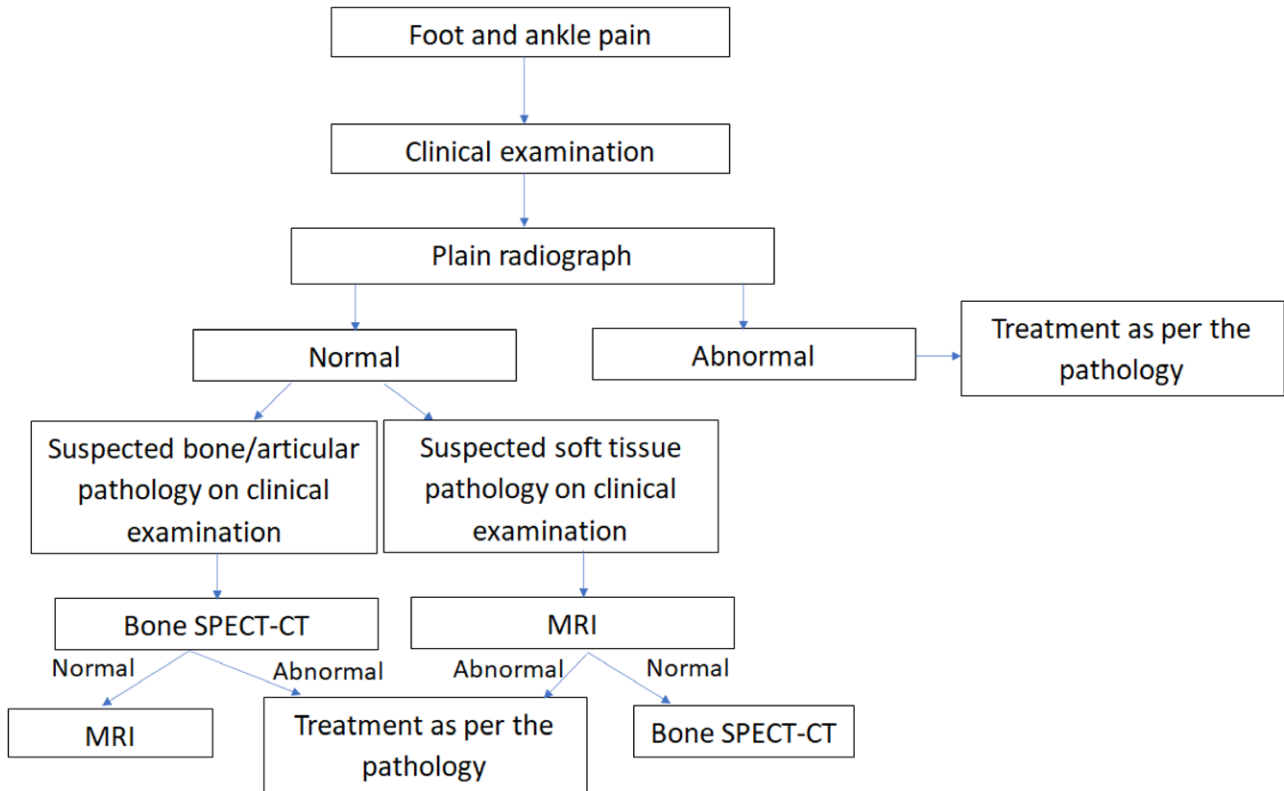 Foot and ankle pain
Clinical examination
Plain radiograph
Normal
Abnormal
Treatment as per the
pathology
Suspected bone/articular
pathology on clinical
examination
Suspected soft tissue
pathology on clinical
examination
Bone SPECT-CT
MRI
Normal
Abnormal
Abnormal
Normal
MRI
Treatment as per the
pathology
Bone SPECT-CT